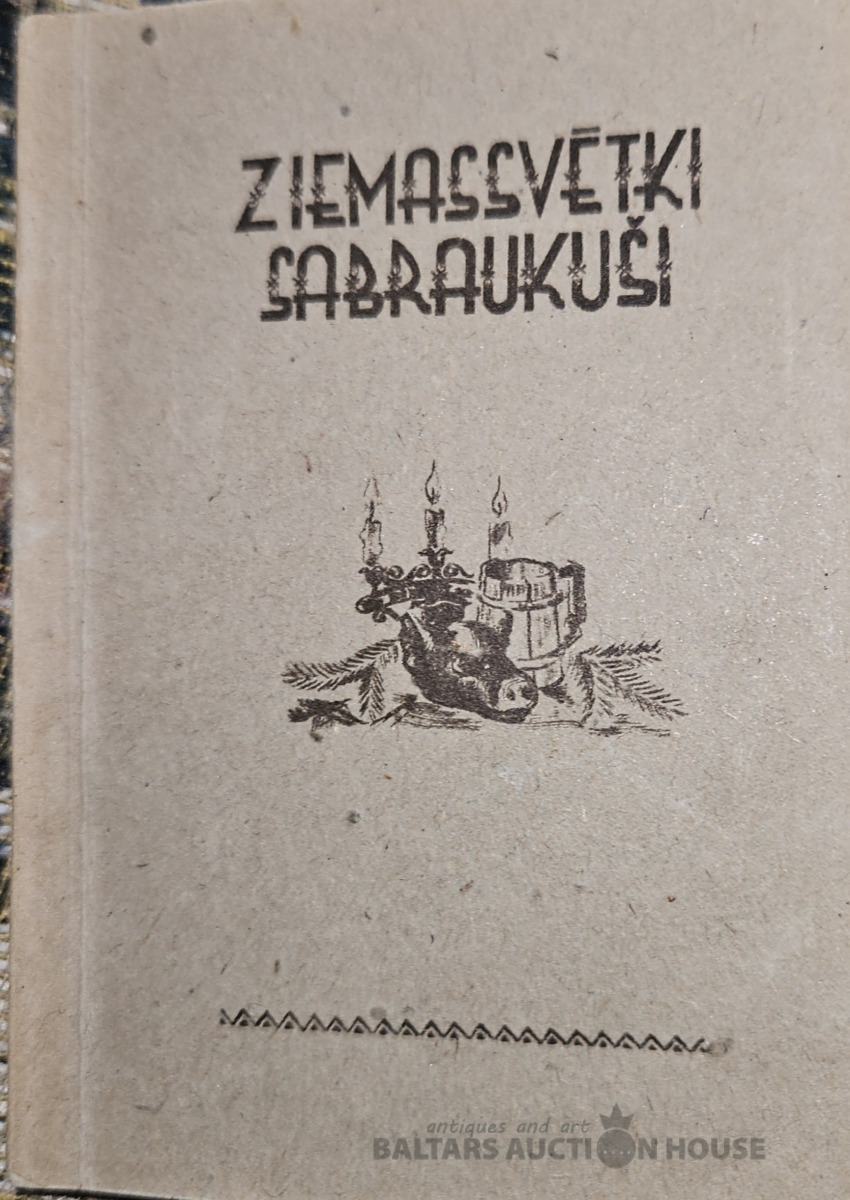 ZIEMASSVĒTKI
SABRAUKUŠI
antiques and art
BALTARS AUCTION HOUSE